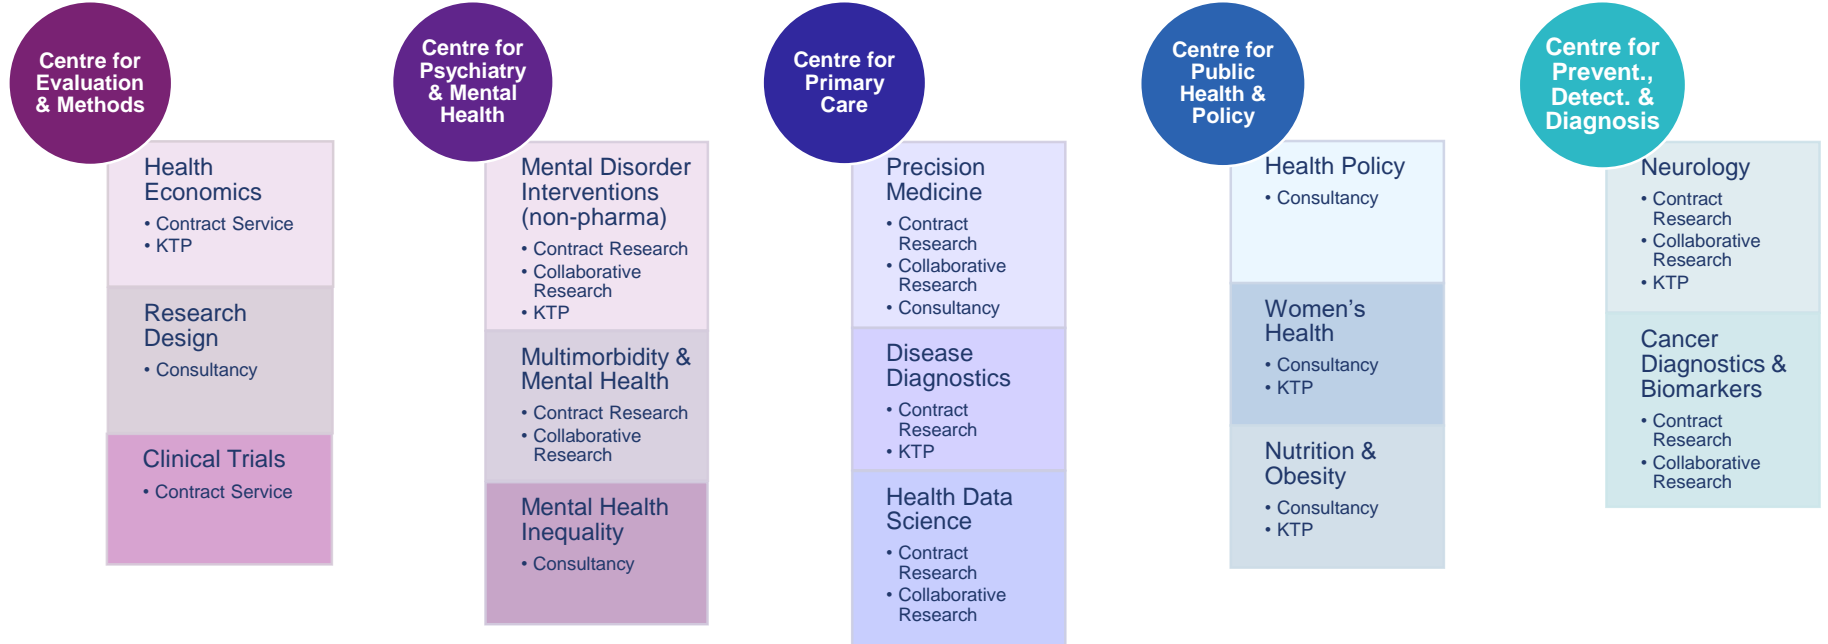 Centre for
Evaluation
& Methods
Health
Economics
• Contract Service
• KTP
Research
Design
• Consultancy
Clinical Trials
• Contract Service
Centre for
Psychiatry
& Mental
Health
Mental Disorder
Interventions
(non-pharma)
• Contract Research
• Collaborative
Research
• KTP
Multimorbidity &
Mental Health
• Contract Research
• Collaborative
Research
Mental Health
Inequality
• Consultancy
Centre for
Primary
Care
Precision
Medicine
• Contract
Research
• Collaborative
Research
• Consultancy
Disease
Diagnostics
• Contract
Research
• KTP
Health Data
Science
• Contract
Research
• Collaborative
Research
Centre for
Public
Health &
Policy
Health Policy
• Consultancy
Women’s
Health
• Consultancy
• KTP
Nutrition &
Obesity
• Consultancy
• KTP
Centre for
Prevent.,
Detect. &
Diagnosis
Neurology
• Contract
Research
• Collaborative
Research
• KTP
Cancer
Diagnostics &
Biomarkers
• Contract
Research
• Collaborative
Research